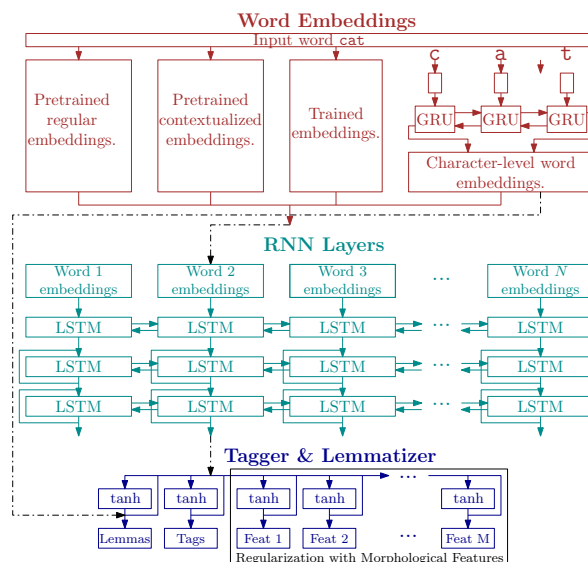 Word Embeddings
Input word cat
c a t
Pretrained
regular
embeddings.
Pretrained
contextualized
embeddings.
Trained
embeddings.
GRU GRU GRU
Character-level word
embeddings.
RNN Layers
Word 1
embeddings
Word 2
embeddings
Word 3
embeddings
...
Word N
embeddings
LSTM LSTM LSTM ... LSTM
LSTM LSTM LSTM ... LSTM
LSTM LSTM LSTM ... LSTM
Tagger & Lemmatizer
...
tanh tanh tanh tanh tanh
Lemmas Tags Feat 1 Feat 2 ... Feat M
Regularization with Morphological Features